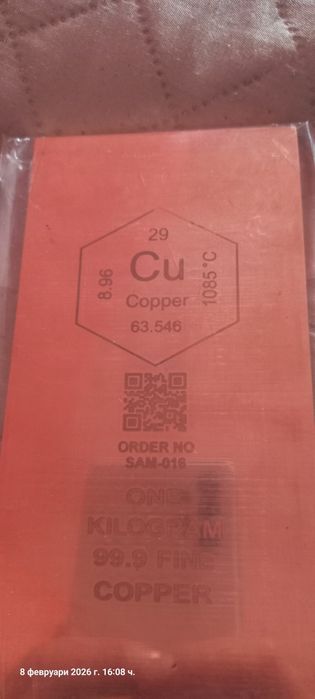 29
8.96
Cu
1085°C
Copper
63.546
ORDER NO
SAM-016
ONE
KILOGRAM
99.9 FINE
COPPER
8 февруари 2026 г. 16:08 ч.